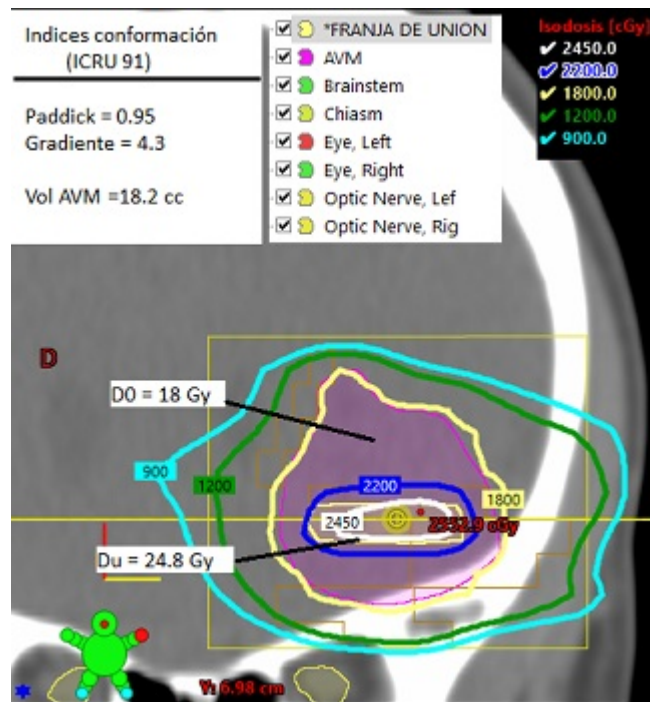 Indices conformación
(ICRU 91)
Paddick = 0.95
Gradiente = 4.3
Vol AVM =18.2 cc
*FRANJA DE UNION
AVM
Brainstem
Chiasm
Eye, Left
Eye, Right
Optic Nerve, Lef
Optic Nerve, Rig
Isodosis [cGy]
2450.0
2200.0
1800.0
1200.0
900.0
D
D0 = 18 Gy
900
1200
2200
1800
2450
2552.9 cGy
Du = 24.8 Gy
Y: 6.98 cm